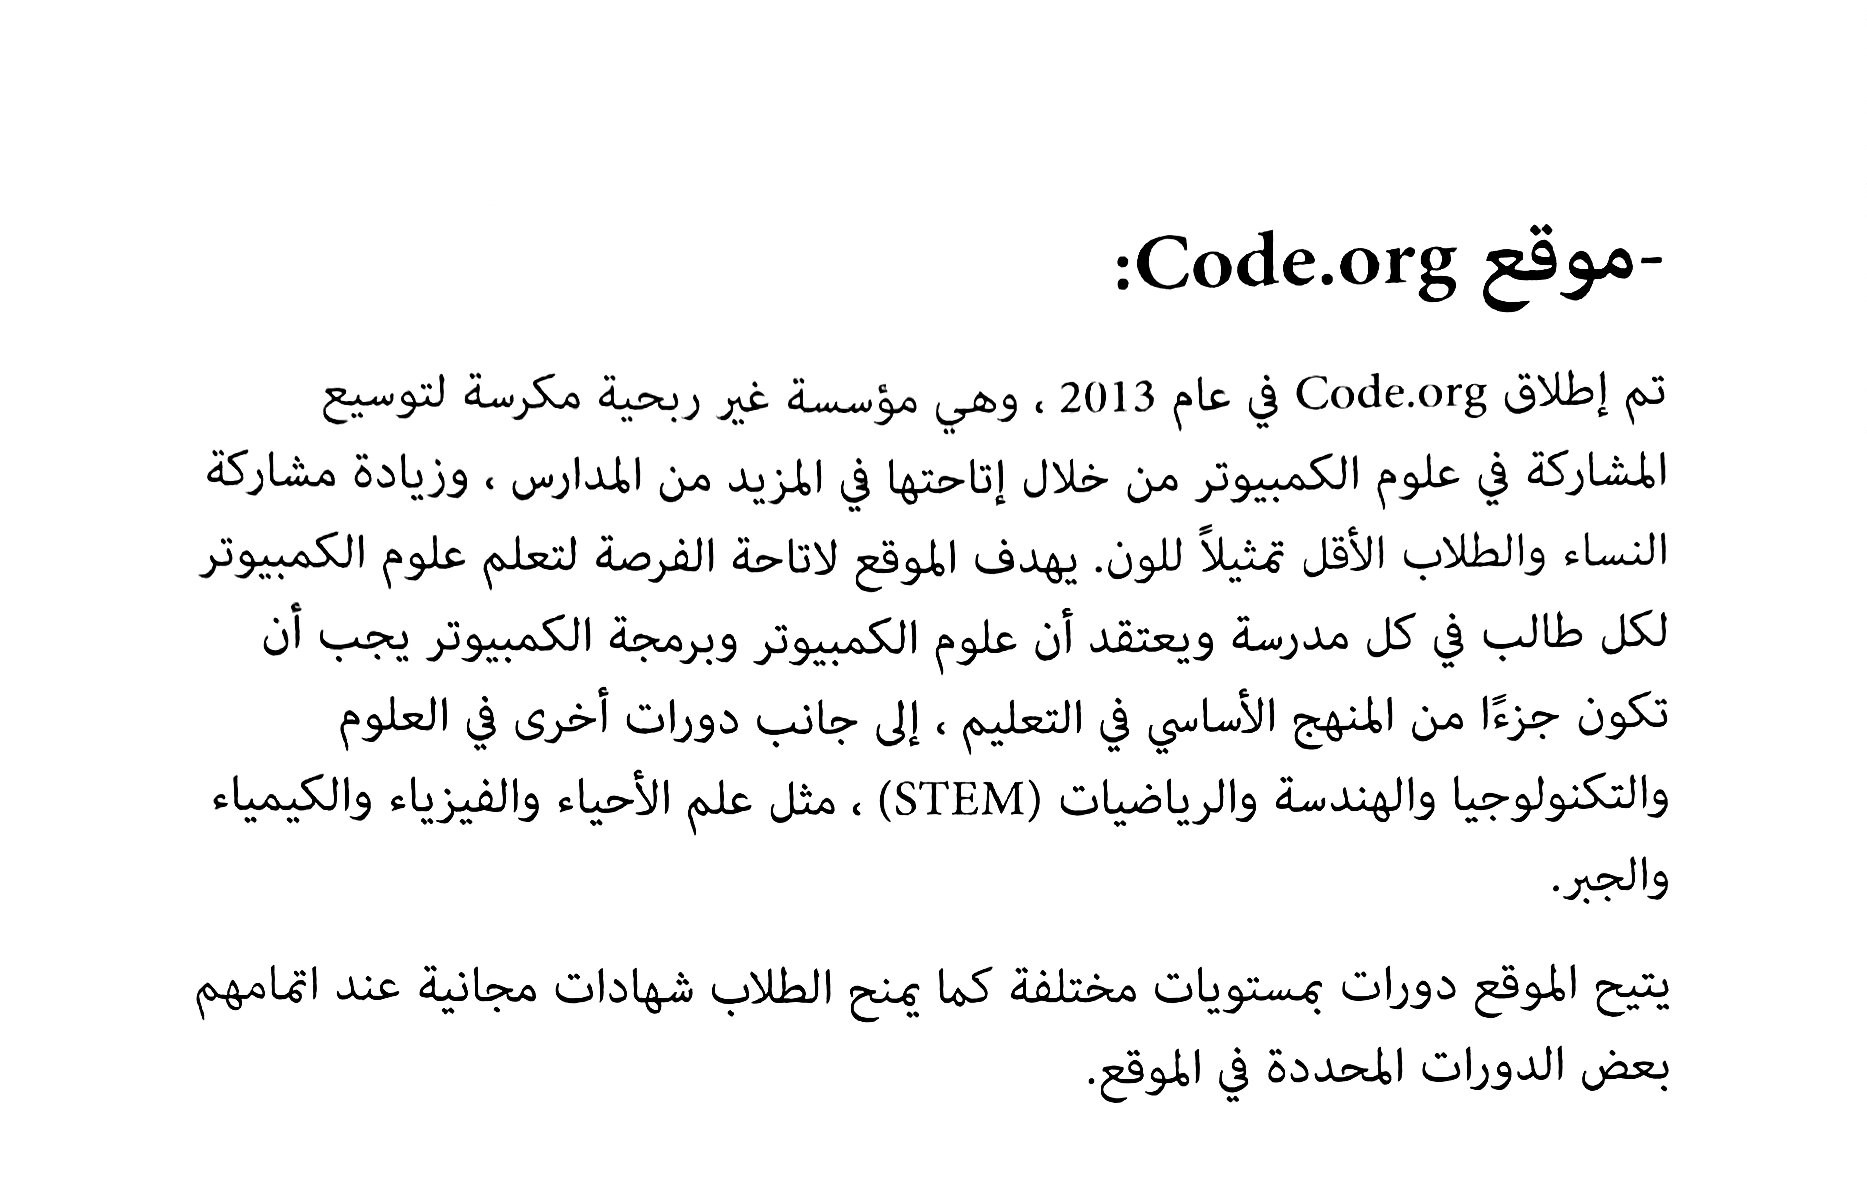 -موقع Code.org:
تم إطلاق Code.org في عام 2013 ، وهي مؤسسة غير ربحية مكرسة لتوسيع
المشاركة في علوم الكمبيوتر من خلال إتاحتها في المزيد من المدارس ، وزيادة مشاركة
النساء والطلاب الأقل تمثيلاً للون. يهدف الموقع لاتاحة الفرصة لتعلم علوم الكمبيوتر
لكل طالب في كل مدرسة ويعتقد أن علوم الكمبيوتر وبرمجة الكمبيوتر يجب أن
تكون جزءًا من المنهج الأساسي في التعليم ، إلى جانب دورات أخرى في العلوم
والتكنولوجيا والهندسة والرياضيات (STEM) ، مثل علم الأحياء والفيزياء والكيمياء
والجبر.
يتيح الموقع دورات بمستويات مختلفة كما يمنح الطلاب شهادات مجانية عند اتمامهم
بعض الدورات المحددة في الموقع.